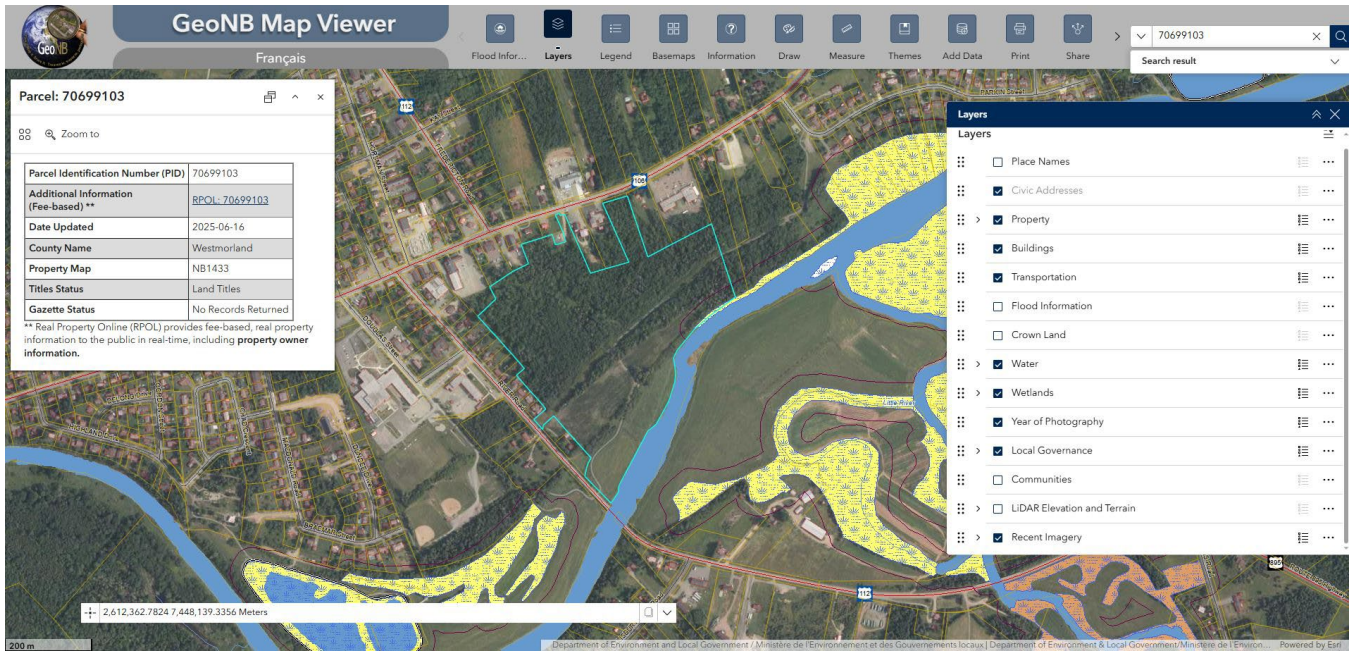 GeoNB
GeoNB Map Viewer
Français
Flood Infor...
Layers
Legend
Basemaps
Information
Draw
Measure
Themes
Add Data
Print
Share
70699103
Search result
Parcel: 70699103
Zoom to
Parcel Identification Number (PID) 70699103
Additional Information
(Fee-based) ** RPOL: 70699103
Date Updated 2025-06-16
County Name Westmorland
Property Map NB1433
Titles Status Land Titles
Gazette Status No Records Returned
** Real Property Online (RPOL) provides fee-based, real property
information to the public in real-time, including property owner
information.
Layers
Layers
Place Names
Civic Addresses
Property
Buildings
Transportation
Flood Information
Crown Land
Water
Wetlands
Year of Photography
Local Governance
Communities
LiDAR Elevation and Terrain
Recent Imagery
112
106
Little River
112
895
2,612,362.7824 7,448,139.3356 Meters
200 m
Department of Environment and Local Government / Ministère de l'Environnement et des Gouvernements locaux | Department of Environment & Local Government/Ministère de l'Environ...
Powered by Esri